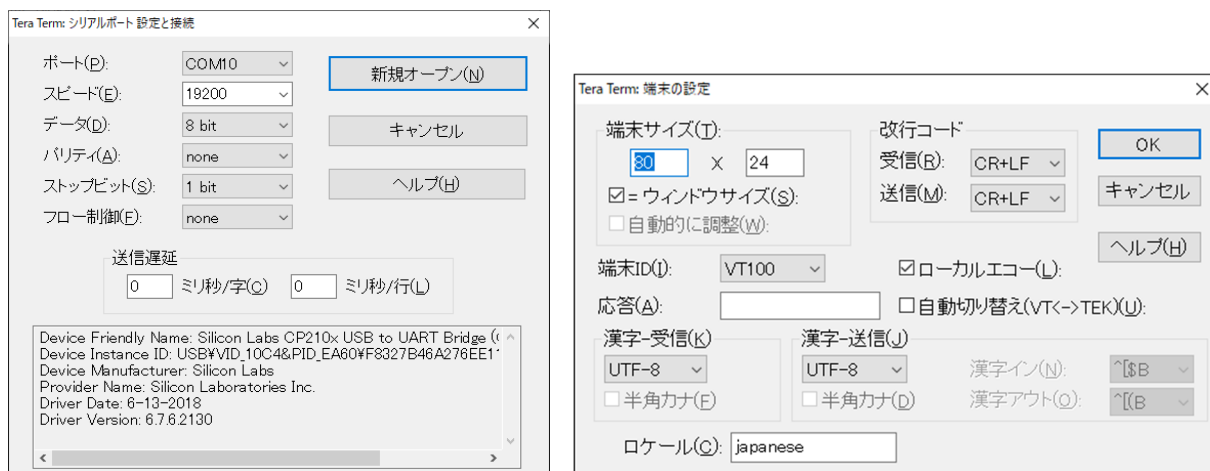 Tera Term: シリアルポート 設定と接続
ポート(P): COM10
新規オープン(N)
スピード(E): 19200
データ(D): 8 bit
キャンセル
パリティ(A): none
ストップビット(S): 1 bit
ヘルプ(H)
フロー制御(F): none
送信遅延
0 ミリ秒/字(C) 0 ミリ秒/行(L)
Device Friendly Name: Silicon Labs CP210x USB to UART Bridge (
Device Instance ID: USB¥VID_10C4&PID_EA60¥F8327B46A276EE1
Device Manufacturer: Silicon Labs
Provider Name: Silicon Laboratories Inc.
Driver Date: 6-13-2018
Driver Version: 6.7.6.2130
Tera Term: 端末の設定
端末サイズ(T):
80 X 24
= ウィンドウサイズ(S):
自動的に調整(W):
改行コード
受信(R): CR+LF
送信(M): CR+LF
OK
キャンセル
ヘルプ(H)
端末ID(I): VT100
ローカルエコー(L):
応答(A):
自動切り替え(VT<->TEK)(U):
漢字-受信(K)
UTF-8
半角カナ(F)
漢字-送信(J)
UTF-8
半角カナ(D)
漢字イン(N): ^[$B
漢字アウト(O): ^[(B
ロケール(C): japanese